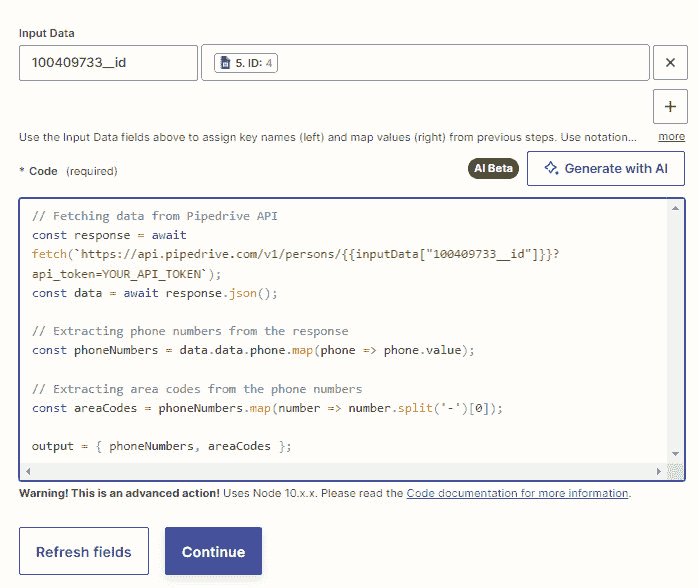 Input Data
100409733__id
5. ID: 4
Use the Input Data fields above to assign key names (left) and map values (right) from previous steps. Use notation... more
* Code (required)
AI Beta
Generate with AI
// Fetching data from Pipedrive API
const response = await
fetch(`https://api.pipedrive.com/v1/persons/{{inputData["100409733__id"]}}?
api_token=YOUR_API_TOKEN`);
const data = await response.json();
// Extracting phone numbers from the response
const phoneNumbers = data.data.phone.map(phone => phone.value);
// Extracting area codes from the phone numbers
const areaCodes = phoneNumbers.map(number => number.split('-')[0]);
output = { phoneNumbers, areaCodes };
Warning! This is an advanced action! Uses Node 10.x.x. Please read the Code documentation for more information.
Refresh fields
Continue